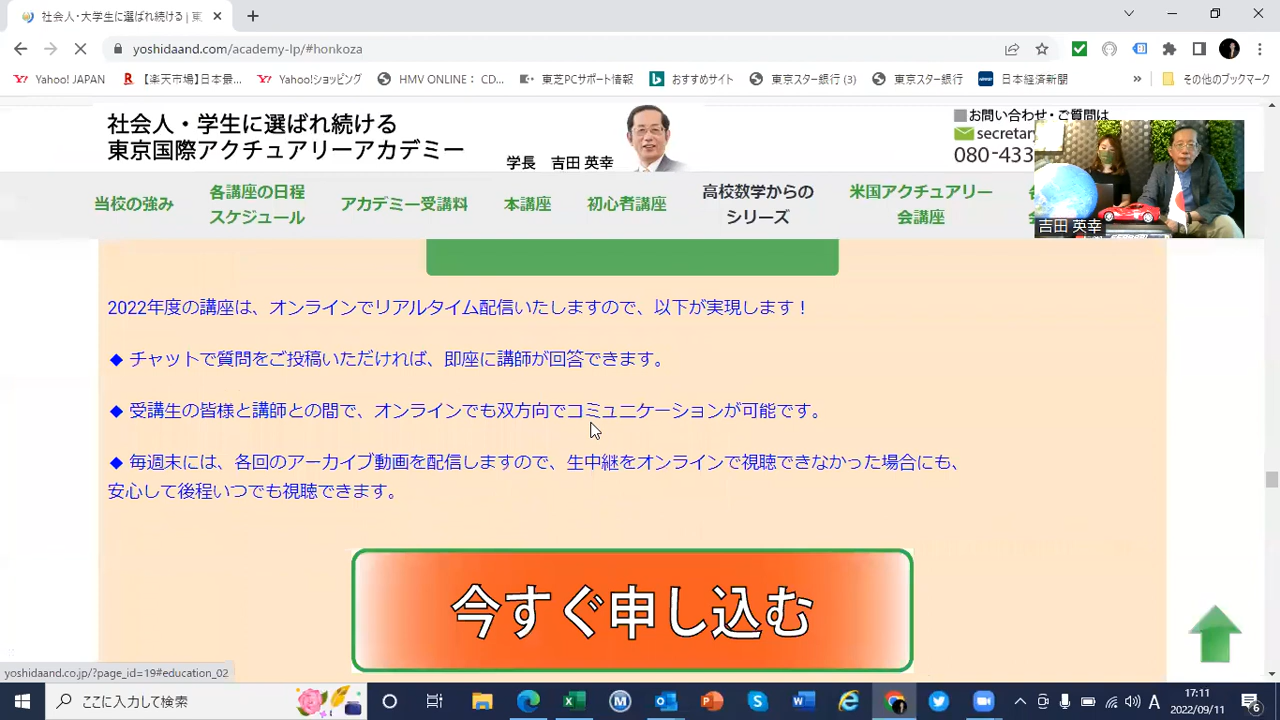 社会人・大学生に選ばれ続ける | 東
yoshidaand.com/academy-lp/#honkoza
Yahoo! JAPAN
【楽天市場】日本最...
Yahoo!ショッピング
HMV ONLINE： CD...
東芝PCサポート情報
おすすめサイト
東京スター銀行 (3)
東京スター銀行
日本経済新聞
»
その他のブックマーク
社会人・学生に選ばれ続ける
東京国際アクチュアリーアカデミー
学長 吉田 英幸
お問い合わせ・ご質問は
secretary
080-433
当校の強み
各講座の日程
スケジュール
アカデミー受講料
本講座
初心者講座
高校数学からの
シリーズ
米国アクチュアリー
会講座
吉田 英幸
2022年度の講座は、オンラインでリアルタイム配信いたしますので、以下が実現します！
◆ チャットで質問をご投稿いただければ、即座に講師が回答できます。
◆ 受講生の皆様と講師との間で、オンラインでも双方向でコミュニケーションが可能です。
◆ 毎週末には、各回のアーカイブ動画を配信しますので、生中継をオンラインで視聴できなかった場合にも、
安心して後程いつでも視聴できます。
今すぐ申し込む
yoshidaand.co.jp/?page_id=19#education_02
ここに入力して検索
A
17:11
2022/09/11
6